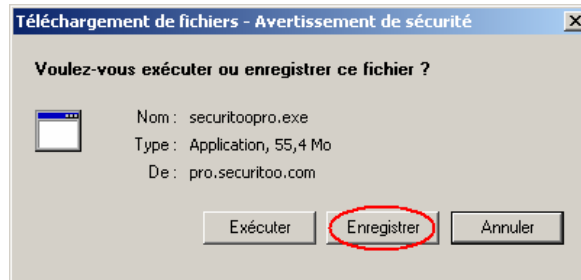 Téléchargement de fichiers - Avertissement de sécurité
Voulez-vous exécuter ou enregistrer ce fichier ?
Nom : securitoopro.exe
Type : Application, 55,4 Mo
De : pro.securitoo.com
Exécuter Enregistrer Annuler